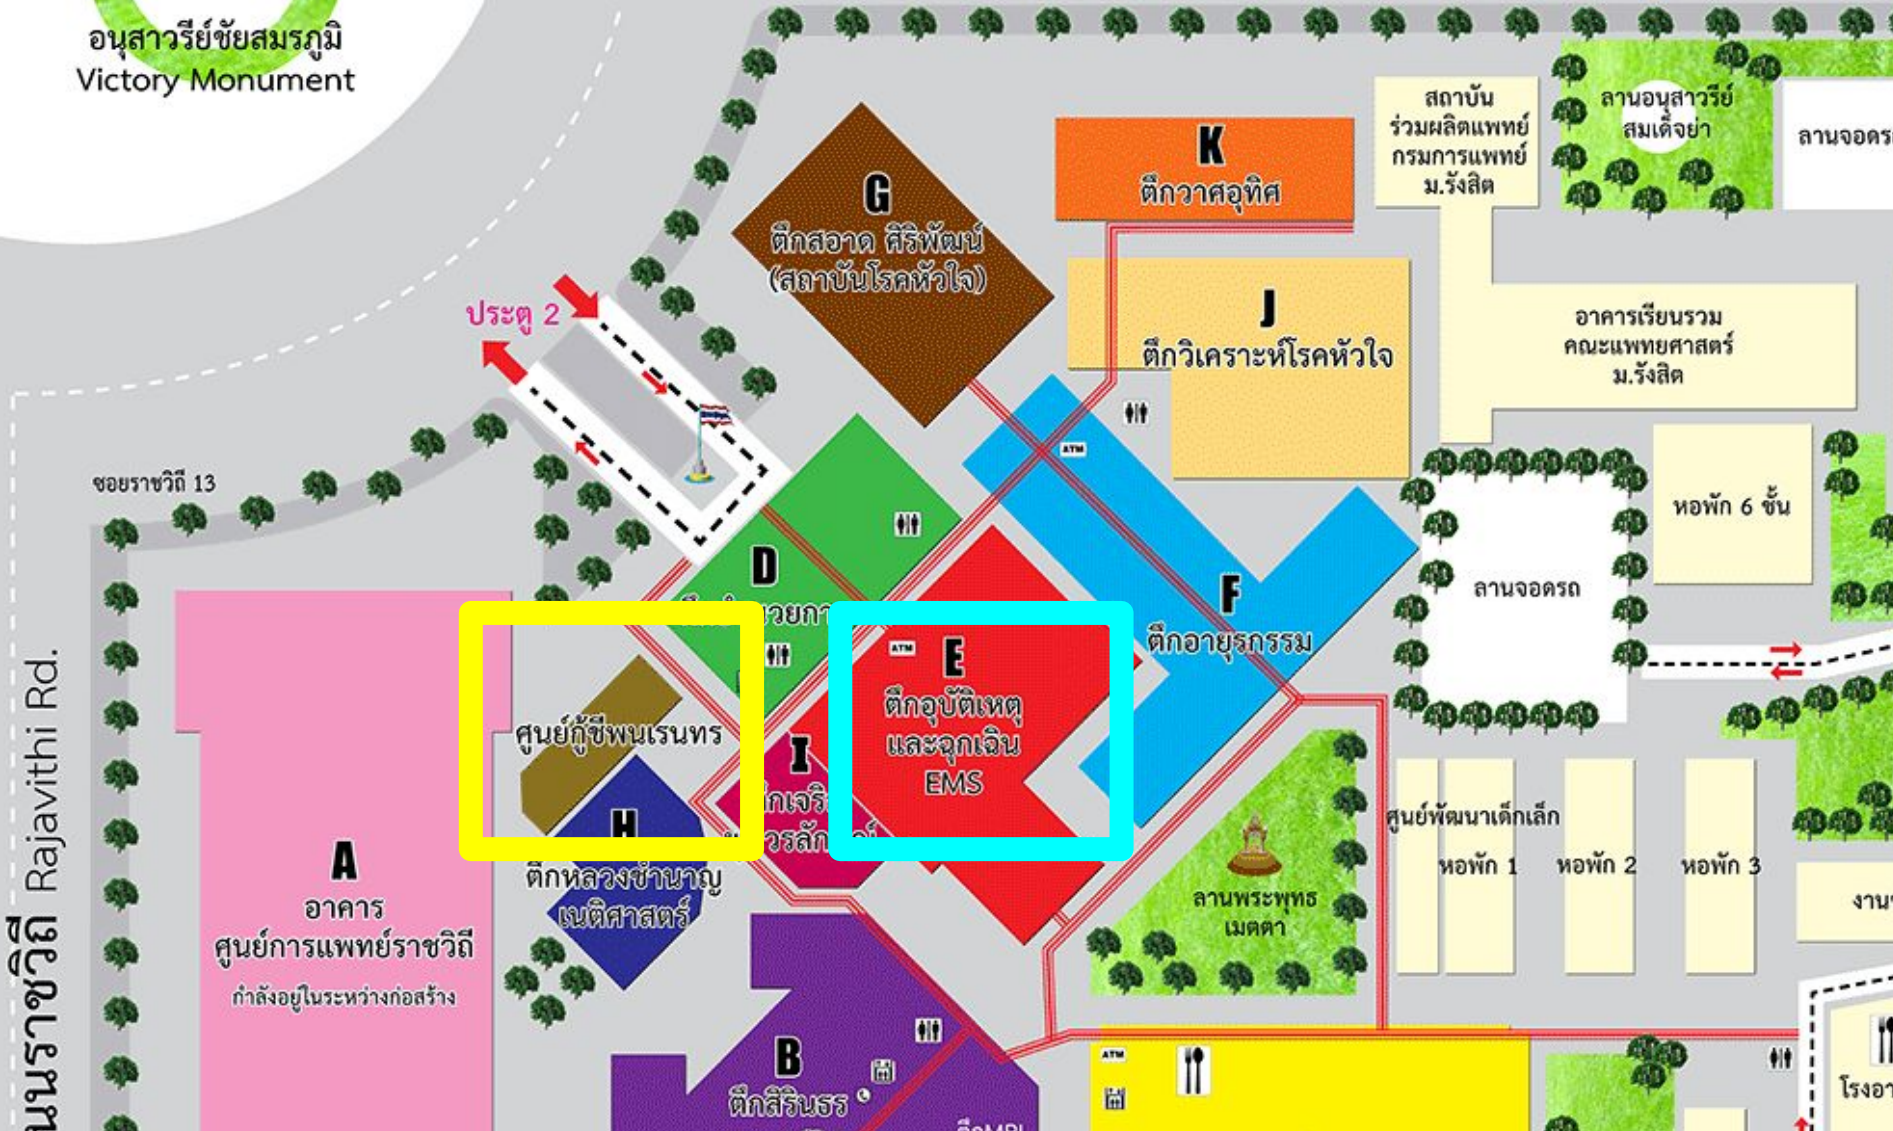 อนุสาวรีย์ชัยสมรภูมิ
Victory Monument
สถาบัน
ร่วมผลิตแพทย์
กรมการแพทย์
ม.รังสิต
ลานอนุสาวรีย์
สมเด็จย่า
K
ตึกวาศอุทิศ
G
ตึกสอาด ศิริพัฒน์
(สถาบันโรคหัวใจ)
ประตู 2
J
ตึกวิเคราะห์โรคหัวใจ
อาคารเรียนรวม
คณะแพทยศาสตร์
ม.รังสิต
ATM
ซอยราชวิถี 13
หอพัก 6 ชั้น
ลานจอดรถ
D
F
ตึกอายุรกรรม
ATM
E
ตึกอุบัติเหตุ
และฉุกเฉิน
EMS
ศูนย์กู้ชีพนเรนทร
I
H
ตึกหลวงชำนาญ
เนติศาสตร์
A
อาคาร
ศูนย์การแพทย์ราชวิถี
กำลังอยู่ในระหว่างก่อสร้าง
Rajavithi Rd.
ลานพระพุทธ
เมตตา
ศูนย์พัฒนาเด็กเล็ก
หอพัก 1
หอพัก 2
หอพัก 3
B
ตึกสิรินธร
ATM